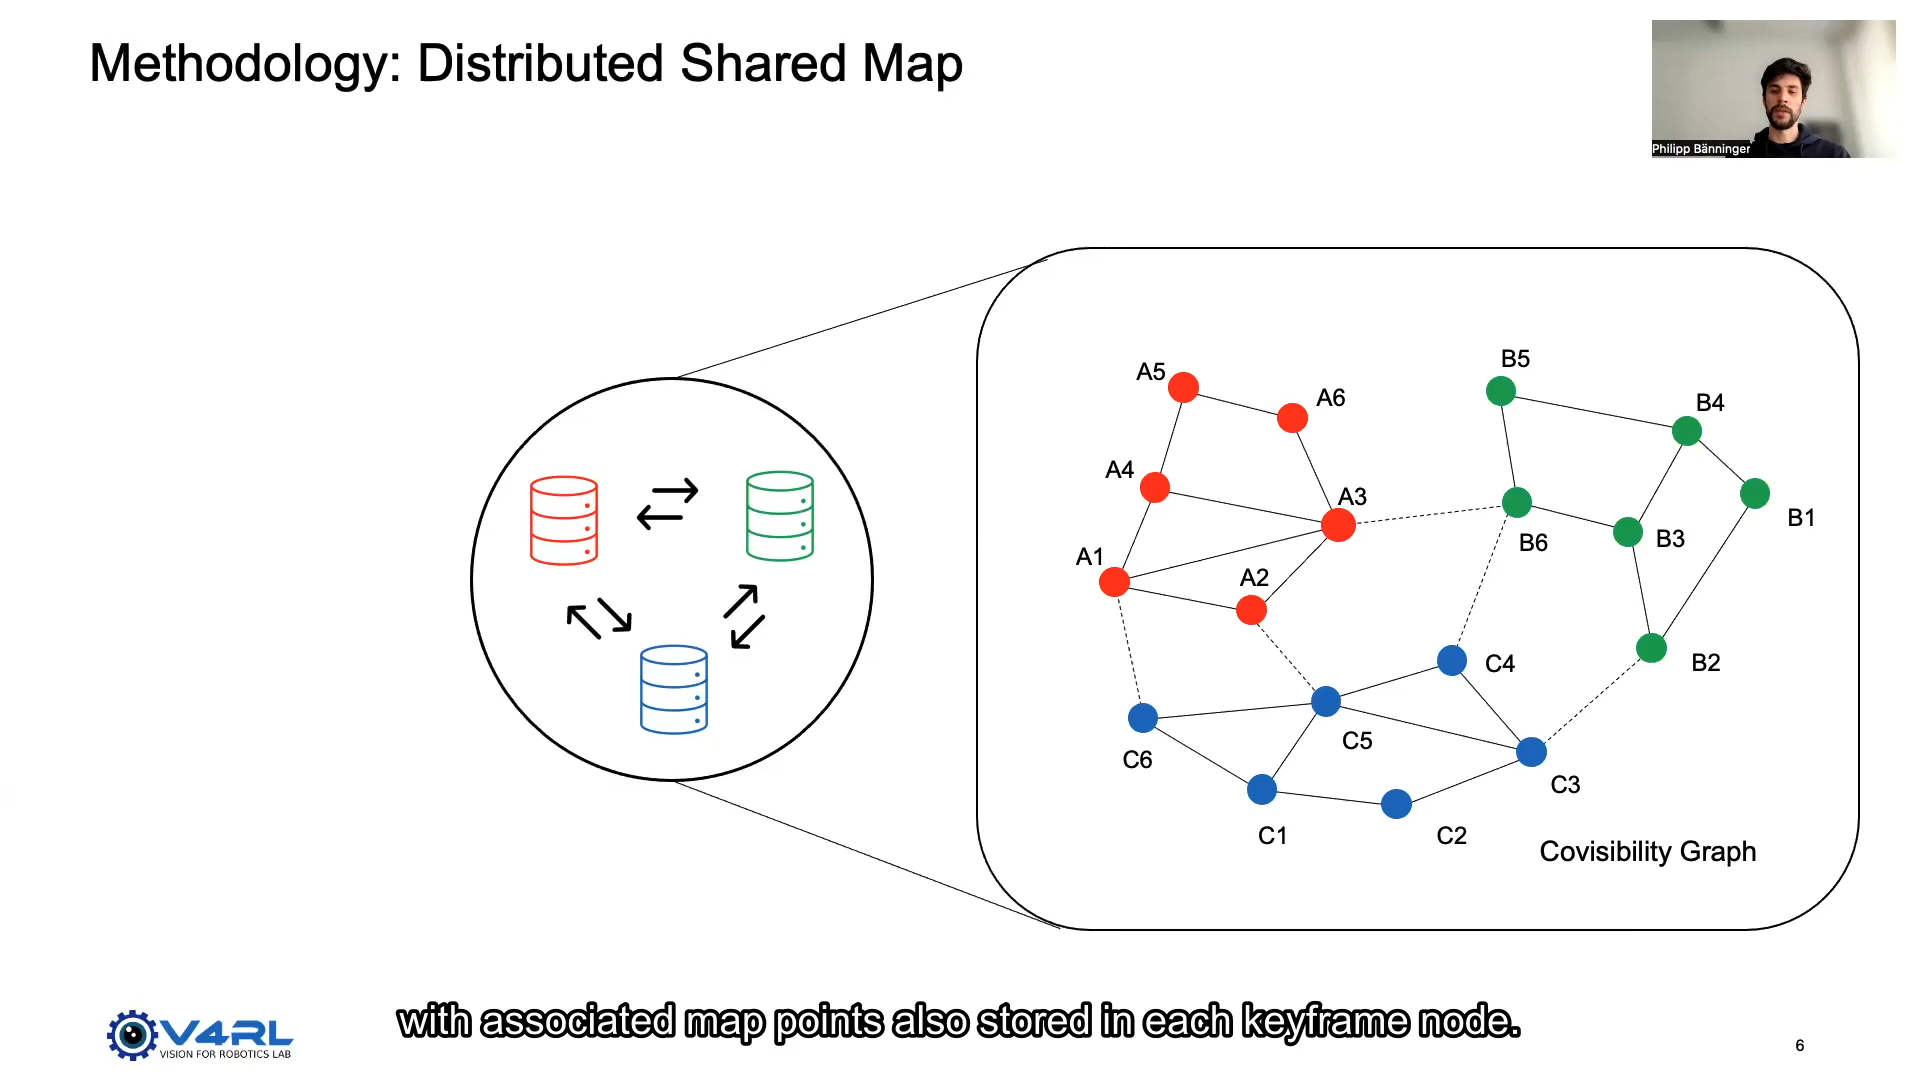 Methodology: Distributed Shared Map
Philipp Bänninger
B5
A5
A6
B4
A4
A3
B1
B6
B3
A1
A2
C4
B2
C5
C6
C3
C1
C2
Covisibility Graph
with associated map points also stored in each keyframe node.
V4RL
VISION FOR ROBOTICS LAB
6